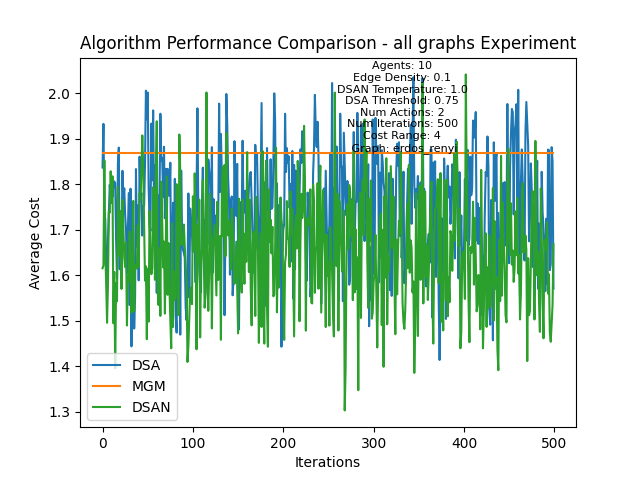 Algorithm Performance Comparison - all graphs Experiment
Agents: 10
Edge Density: 0.1
DSAN Temperature: 1.0
DSA Threshold: 0.75
Num Actions: 2
Num Iterations: 500
Cost Range: 4
Graph: erdos_renyi
Average Cost
2.0
1.9
1.8
1.7
1.6
1.5
1.4
1.3
DSA
MGM
DSAN
0
100
200
300
400
500
Iterations